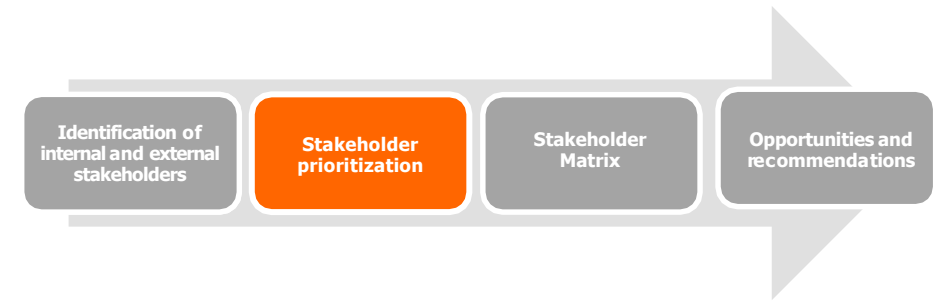 Identification of
internal and external
stakeholders
Stakeholder
prioritization
Stakeholder
Matrix
Opportunities and
recommendations